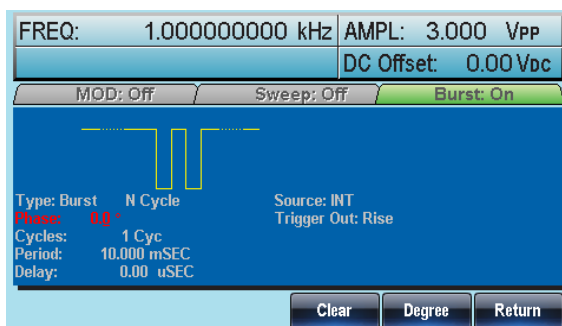 FREQ: 1.000000000 kHz AMPL: 3.000 VPP
DC Offset: 0.00 VDC
MOD: Off Sweep: Off Burst: On
Type: Burst N Cycle Source: INT
Phase: 0.0 ° Trigger Out: Rise
Cycles: 1 Cyc
Period: 10.000 mSEC
Delay: 0.00 uSEC
Clear Degree Return